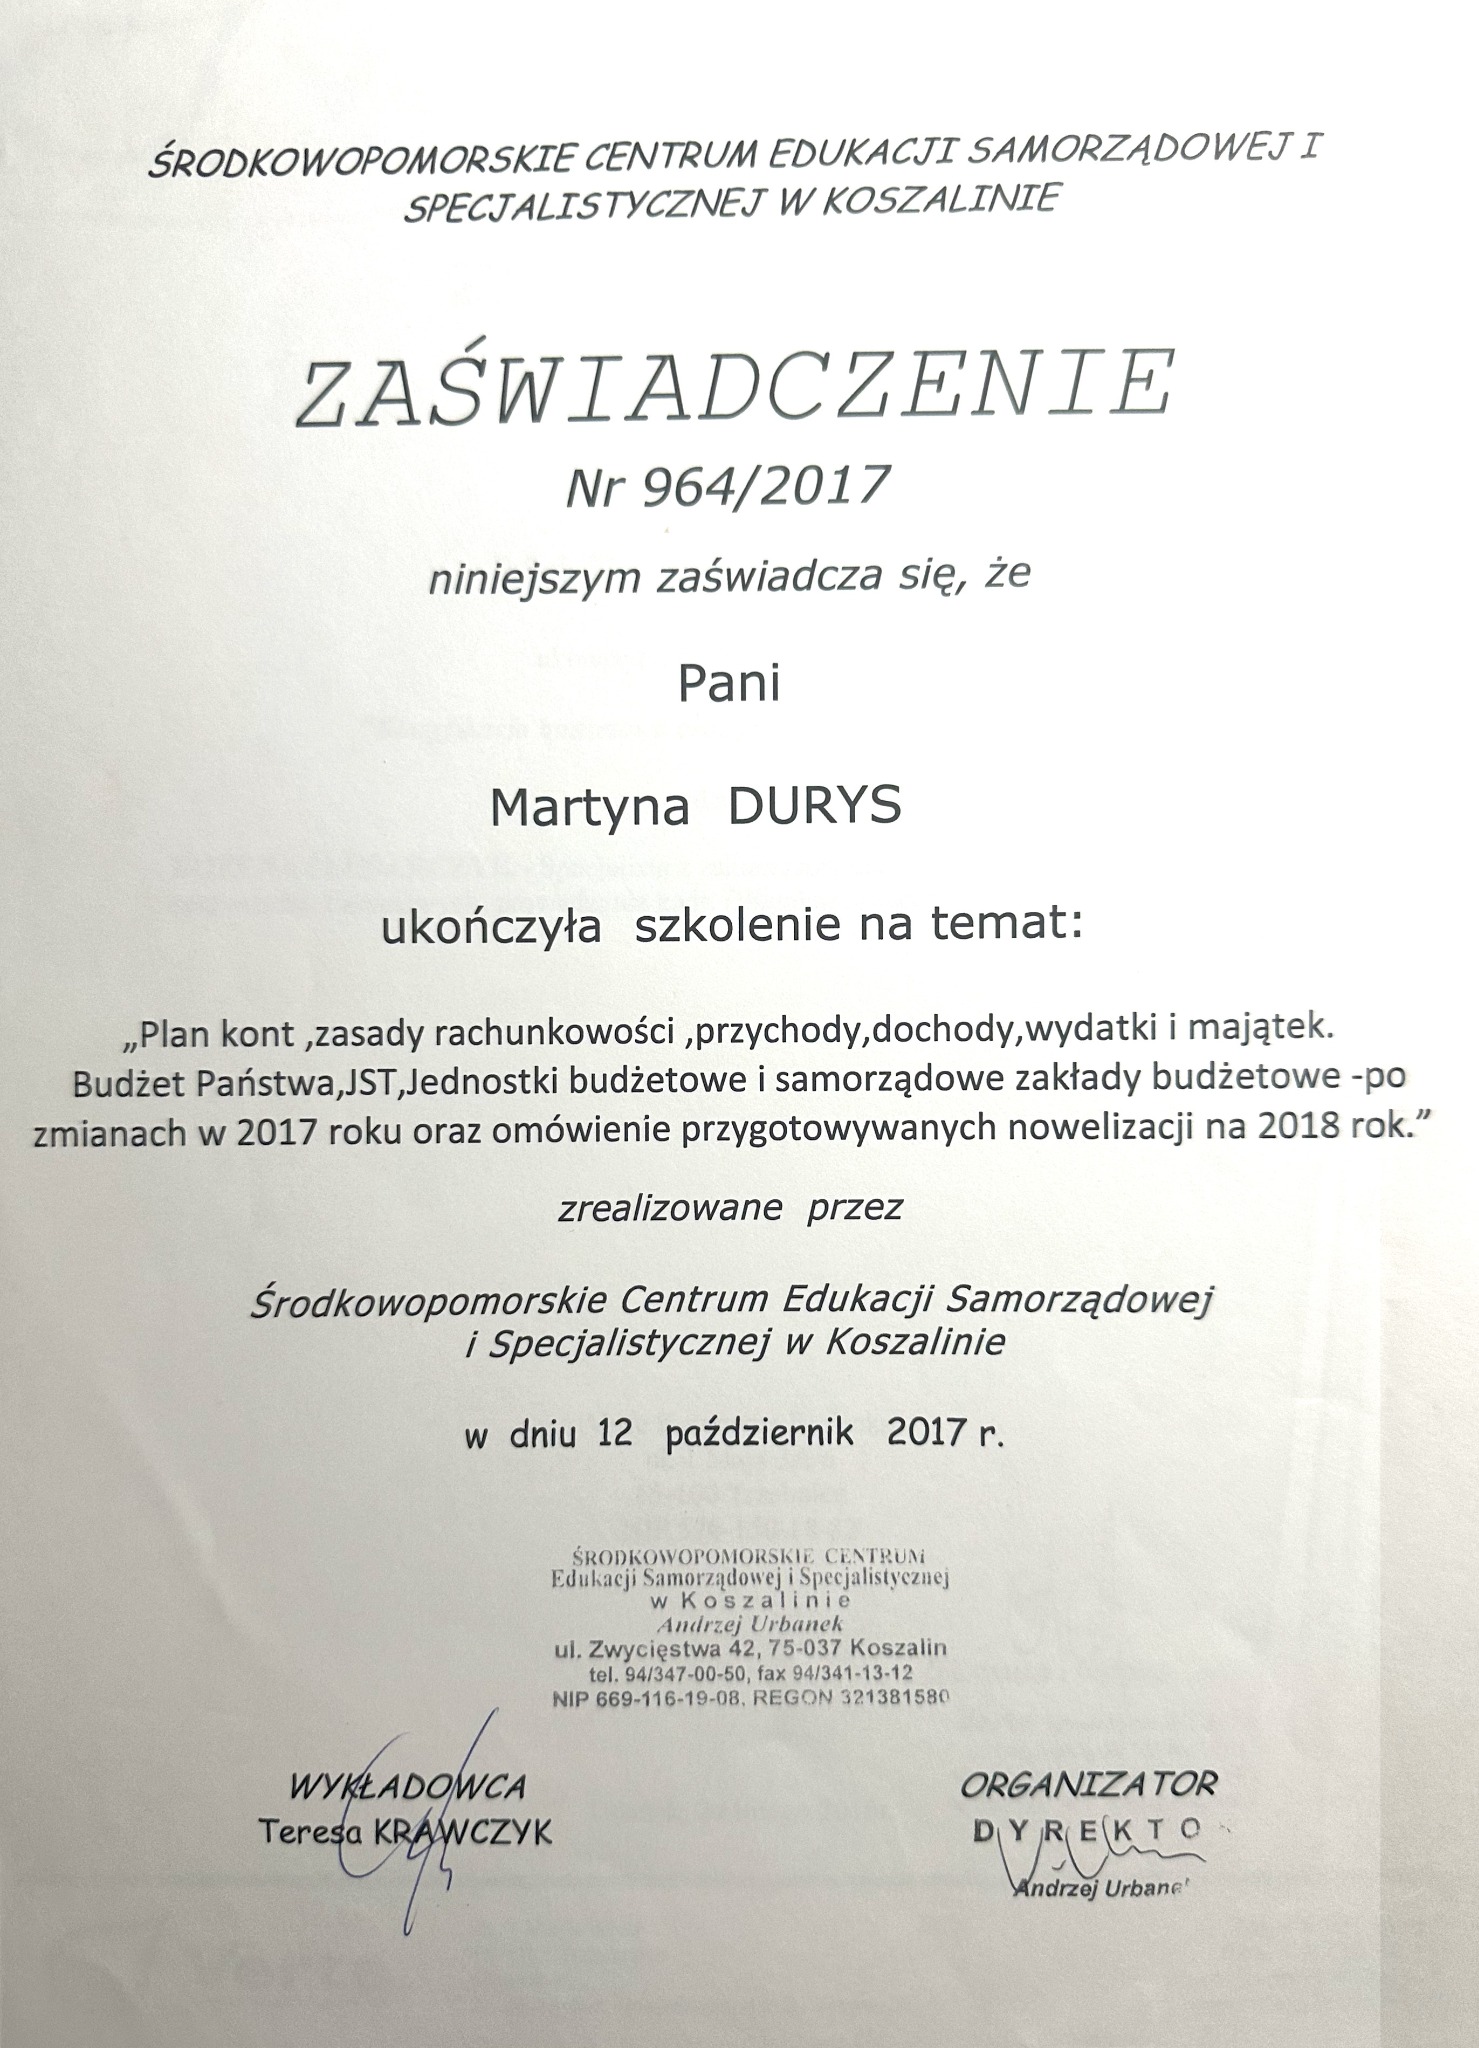 ŚRODKOWOPOMORSKIE CENTRUM EDUKACJI SAMORZĄDOWEJ I
SPECJALISTYCZNEJ W KOSZALINIE
ZAŚWIADCZENIE
Nr 964/2017
niniejszym zaświadcza się, że
Pani
Martyna DURYS
ukończyła szkolenie na temat:
„Plan kont ,zasady rachunkowości ,przychody,dochody,wydatki i majątek.
Budżet Państwa,JST,Jednostki budżetowe i samorządowe zakłady budżetowe -po
zmianach w 2017 roku oraz omówienie przygotowywanych nowelizacji na 2018 rok.”
zrealizowane przez
Środkowopomorskie Centrum Edukacji Samorządowej
i Specjalistycznej w Koszalinie
w dniu 12 październik 2017 r.
ŚRODKOWOPOMORSKIE CENTRUM
Edukacji Samorządowej i Specjalistycznej
w Koszalinie
Andrzej Urbanek
ul. Zwycięstwa 42, 75-037 Koszalin
tel. 94/347-00-50, fax 94/341-13-12
NIP 669-116-19-08, REGON 321381580
WYKŁADOWCA
Teresa KRAWCZYK
ORGANIZATOR
DYREKTO
Andrzej Urbane